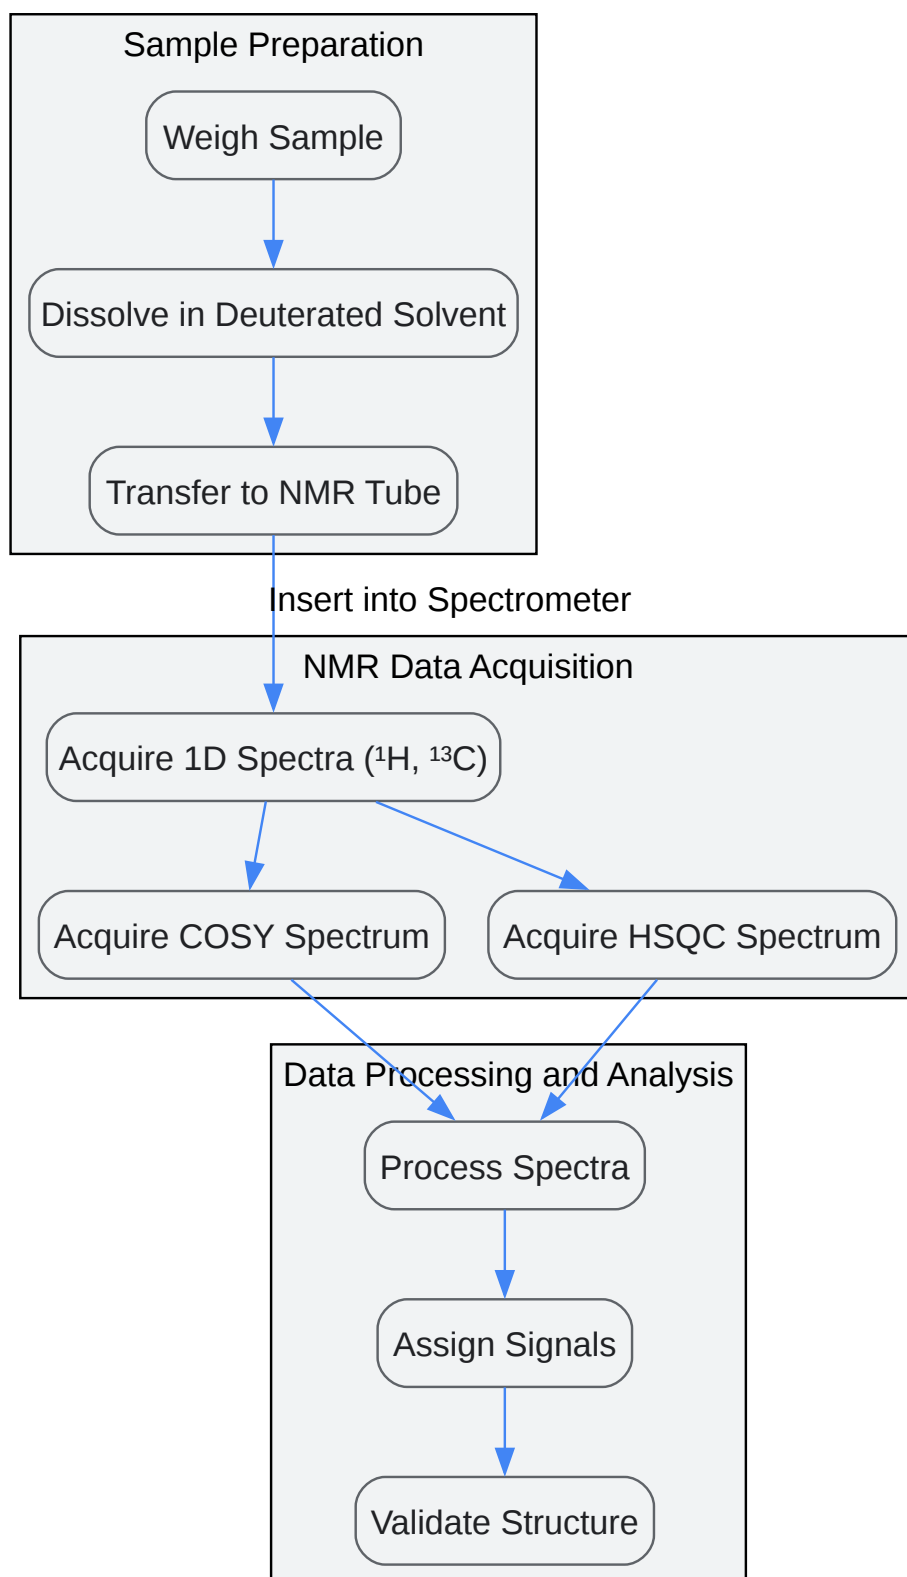 Sample Preparation
Weigh Sample
Dissolve in Deuterated Solvent
Transfer to NMR Tube
Insert into Spectrometer
NMR Data Acquisition
Acquire 1D Spectra (¹H, ¹³C)
Acquire COSY Spectrum
Acquire HSQC Spectrum
Data Processing and Analysis
Process Spectra
Assign Signals
Validate Structure